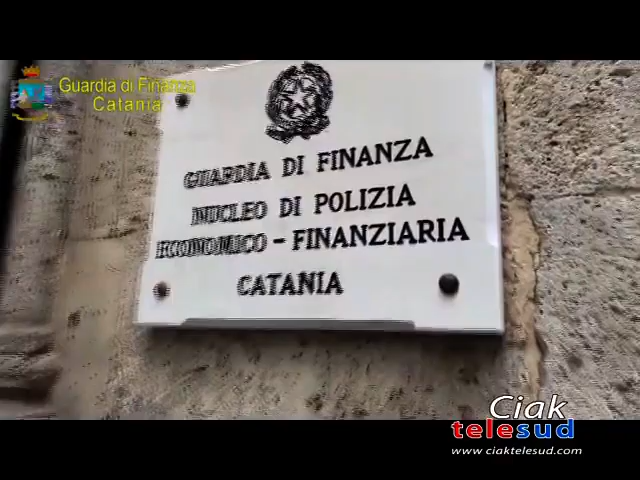 Guardia di Finanza
Catania
GUARDIA DI FINANZA
NUCLEO DI POLIZIA
ECONOMICO - FINANZIARIA
CATANIA
Ciak
telesud
www.ciaktelesud.com